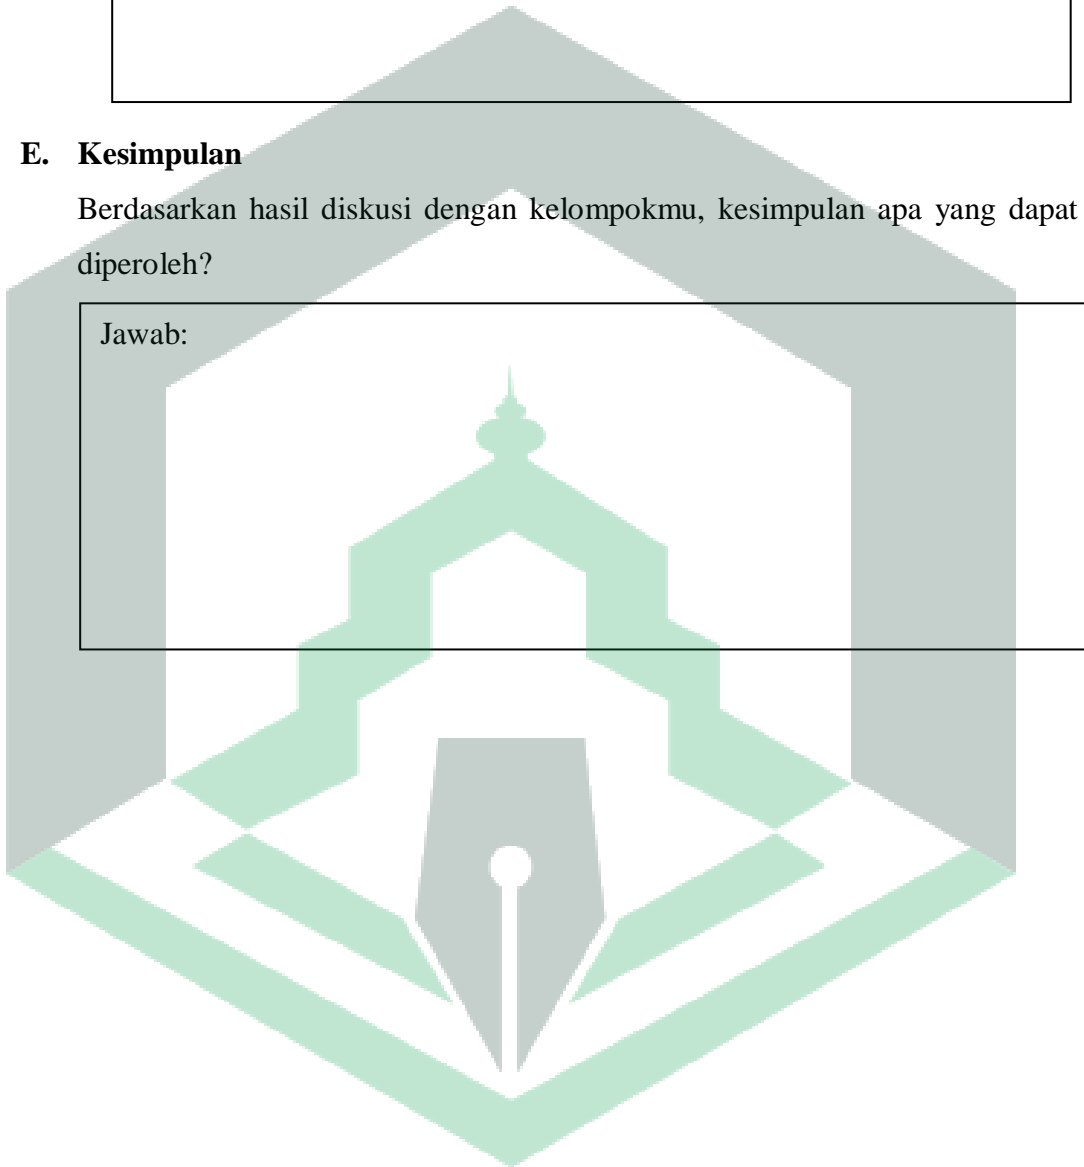 E. Kesimpulan
Berdasarkan hasil diskusi dengan kelompokmu, kesimpulan apa yang dapat
diperoleh?
Jawab: